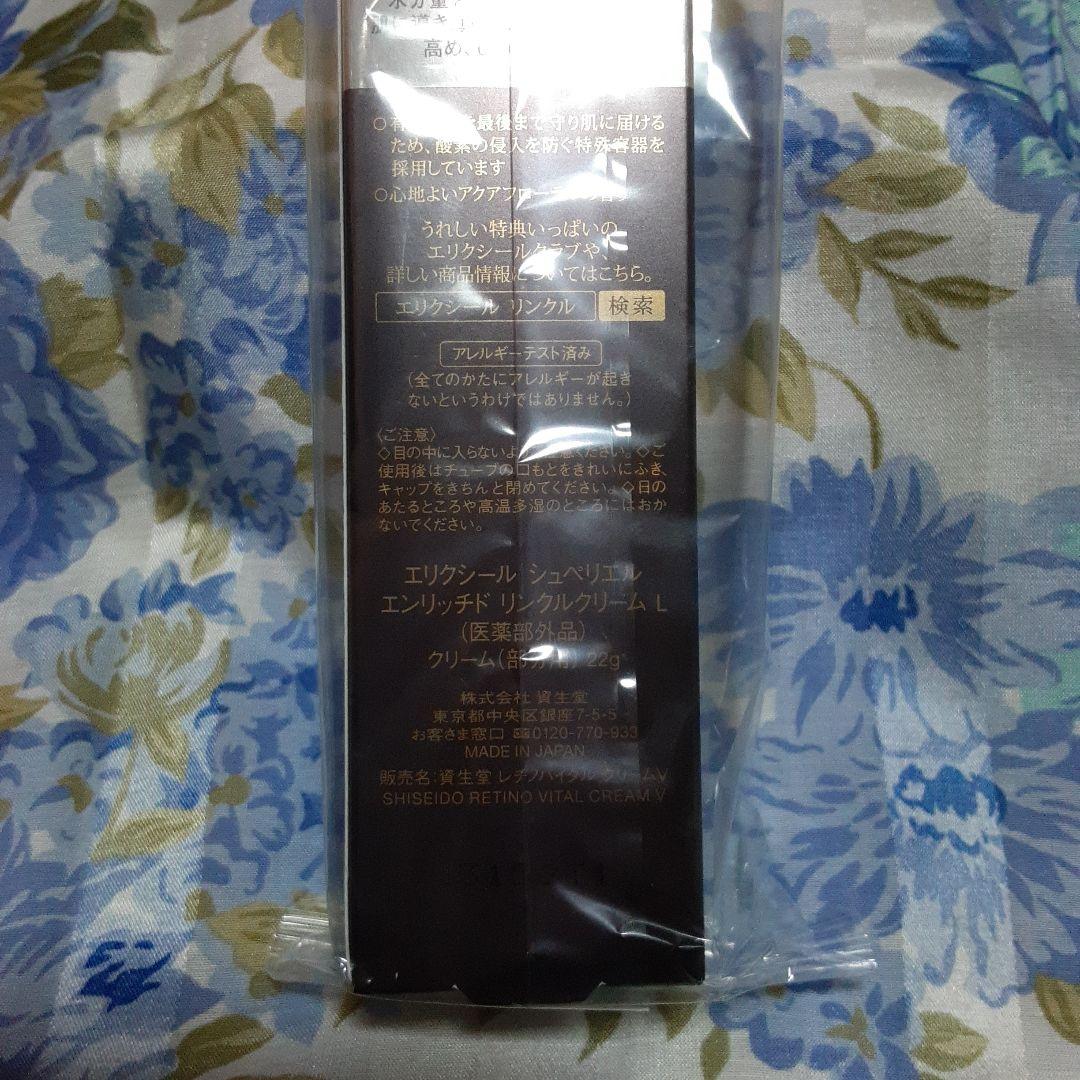 水分量
高め、
を最後まで守り肌に届ける
ため、酸素の侵入を防ぐ特殊容器を
採用しています
○心地よいアクアフロー
うれしい特典いっぱいの
エリクシールクラブや、
詳しい商品情報についてはこちら。
エリクシール リンクル 検索
アレルギーテスト済み
(全てのかたにアレルギーが起き
ないというわけではありません。)
〈ご注意〉
◇目の中に入らないよ ください。◇ご
使用後はチューブの口もとをきれいにふき、
キャップをきちんと閉めてください。◇日の
あたるところや高温多湿のところにはおか
ないでください。
エリクシール シュペリエル
エンリッチド リンクルクリーム L
(医薬部外品)
クリーム(部分用) 22g
株式会社 資生堂
東京都中央区銀座7-5-5
お客さま窓口 0120-770-933
MADE IN JAPAN
販売名:資生堂 レチノバイタル クリームV
SHISEIDO RETINO VITAL CREAM V